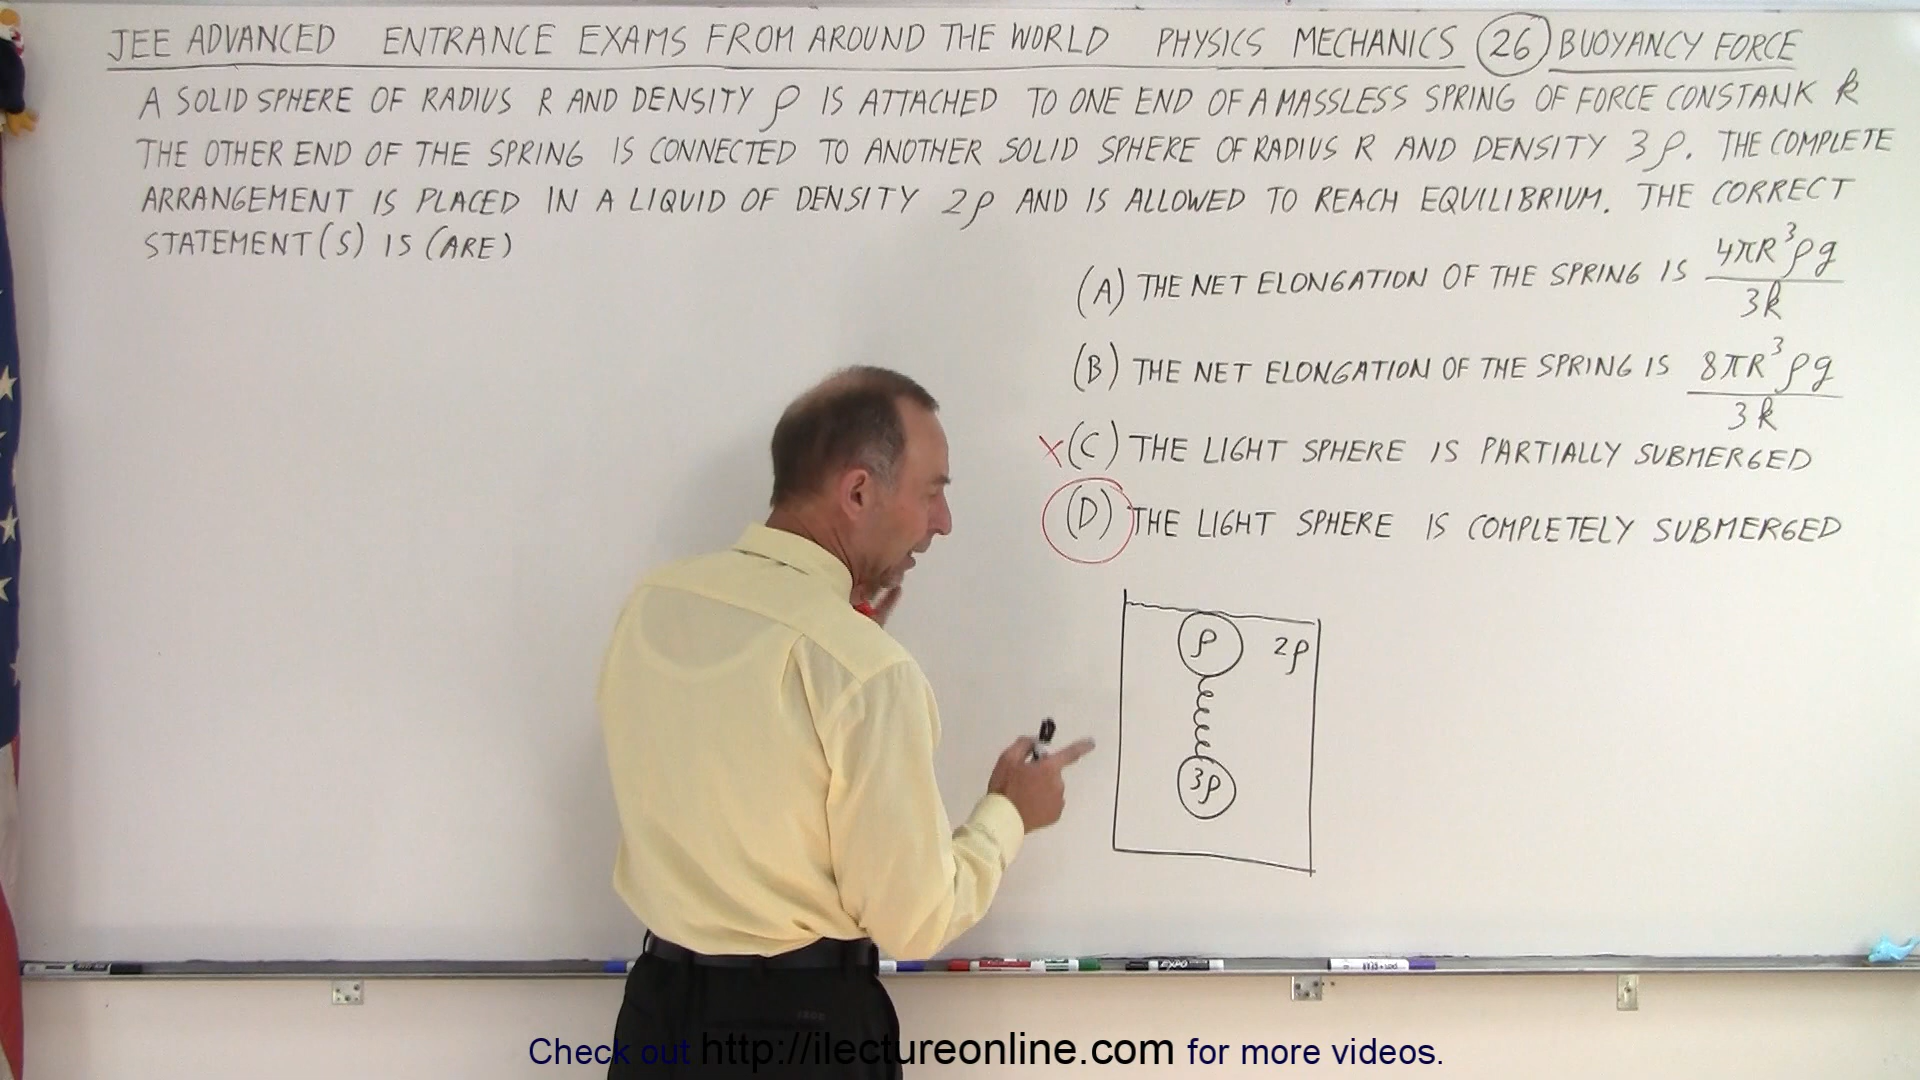 JEE ADVANCED ENTRANCE EXAMS FROM AROUND THE WORLD PHYSICS MECHANICS 26 BUOYANCY FORCE
A SOLID SPHERE OF RADIUS R AND DENSITY ρ IS ATTACHED TO ONE END OF A MASSLESS SPRING OF FORCE CONSTANK k
THE OTHER END OF THE SPRING IS CONNECTED TO ANOTHER SOLID SPHERE OF RADIUS R AND DENSITY 3ρ. THE COMPLETE
ARRANGEMENT IS PLACED IN A LIQUID OF DENSITY 2ρ AND IS ALLOWED TO REACH EQUILIBRIUM. THE CORRECT
STATEMENT(S) IS (ARE)
(A) THE NET ELONGATION OF THE SPRING IS 4πR³ρg / 3k
(B) THE NET ELONGATION OF THE SPRING IS 8πR³ρg / 3k
X (C) THE LIGHT SPHERE IS PARTIALLY SUBMERGED
(D) THE LIGHT SPHERE IS COMPLETELY SUBMERGED
ρ 2ρ
3ρ
EXPO
Check out http://ilectureonline.com for more videos.